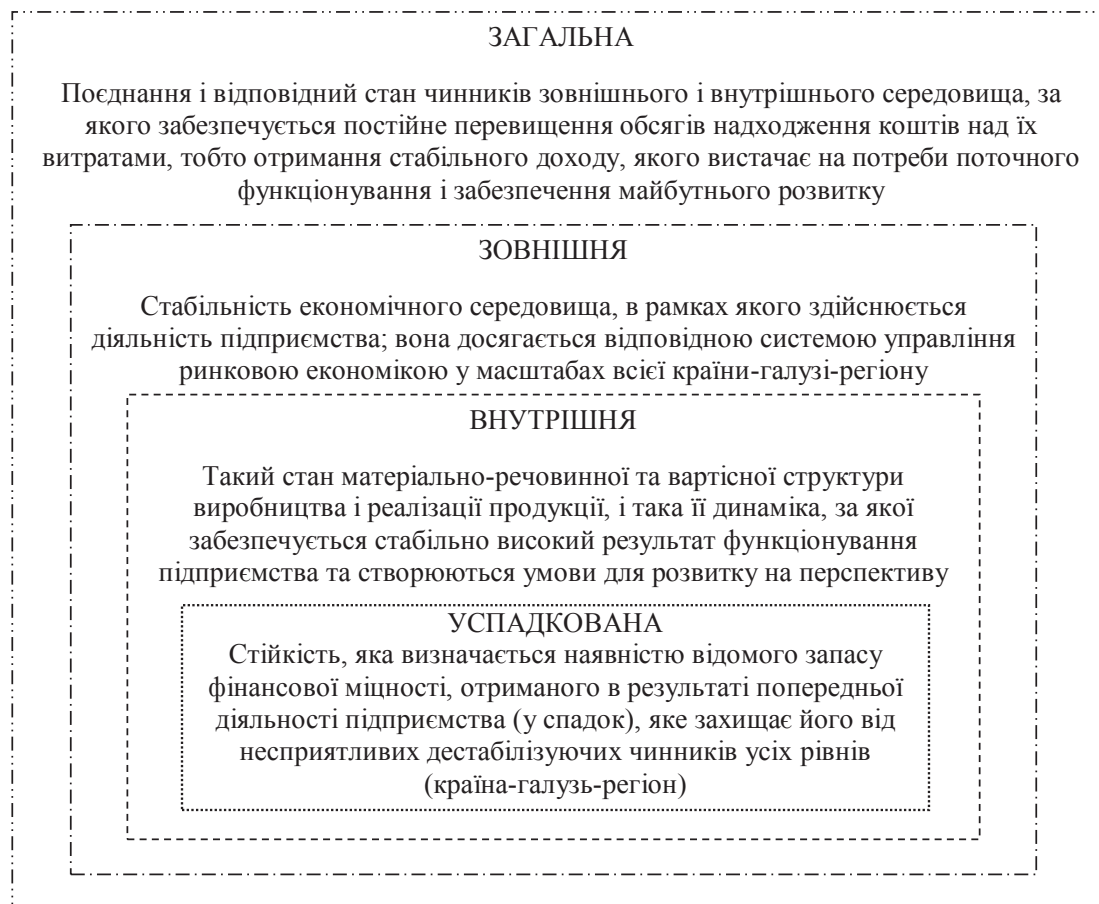 ЗАГАЛЬНА
Поєднання і відповідний стан чинників зовнішнього і внутрішнього середовища, за
якого забезпечується постійне перевищення обсягів надходження коштів над їх
витратами, тобто отримання стабільного доходу, якого вистачає на потреби поточного
функціонування і забезпечення майбутнього розвитку
ЗОВНІШНЯ
Стабільність економічного середовища, в рамках якого здійснюється
діяльність підприємства; вона досягається відповідною системою управління
ринковою економікою у масштабах всієї країни-галузі-регіону
ВНУТРІШНЯ
Такий стан матеріально-речовинної та вартісної структури
виробництва і реалізації продукції, і така її динаміка, за якої
забезпечується стабільно високий результат функціонування
підприємства та створюються умови для розвитку на перспективу
УСПАДКОВАНА
Стійкість, яка визначається наявністю відомого запасу
фінансової міцності, отриманого в результаті попередньої
діяльності підприємства (у спадок), яке захищає його від
несприятливих дестабілізуючих чинників усіх рівнів
(країна-галузь-регіон)